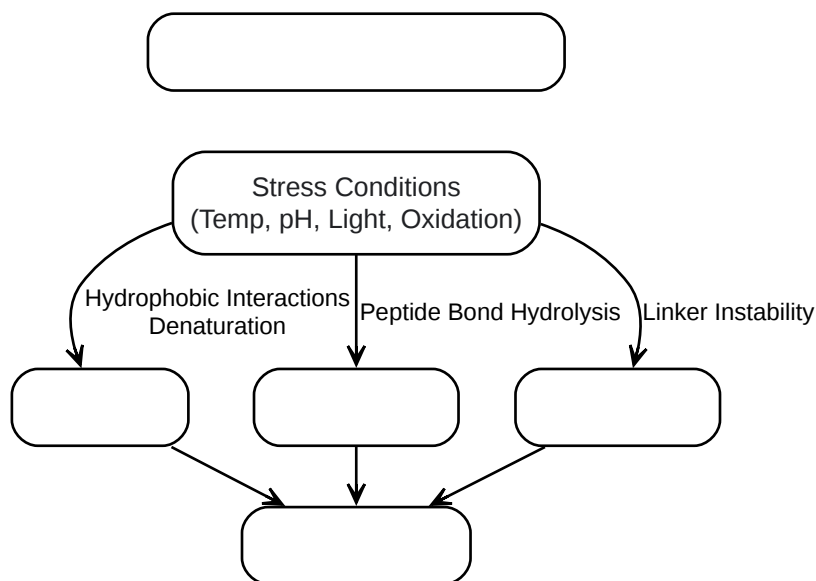 Stress Conditions
(Temp, pH, Light, Oxidation)
Hydrophobic Interactions
Denaturation
Peptide Bond Hydrolysis
Linker Instability